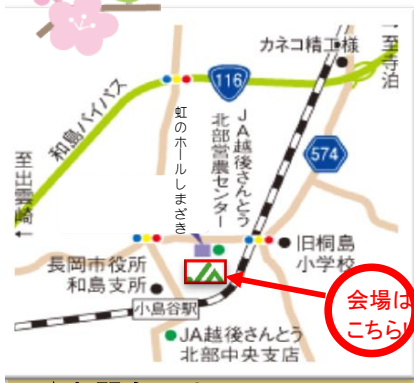 カネコ精工様
至寺泊
116
和島バイパス
虹のホールしまざき
JA越後さんとう
北部営農センター
574
至出雲崎
旧桐島
小学校
長岡市役所
和島支所
小島谷駅
会場は
こちら!
JA越後さんとう
北部中央支店